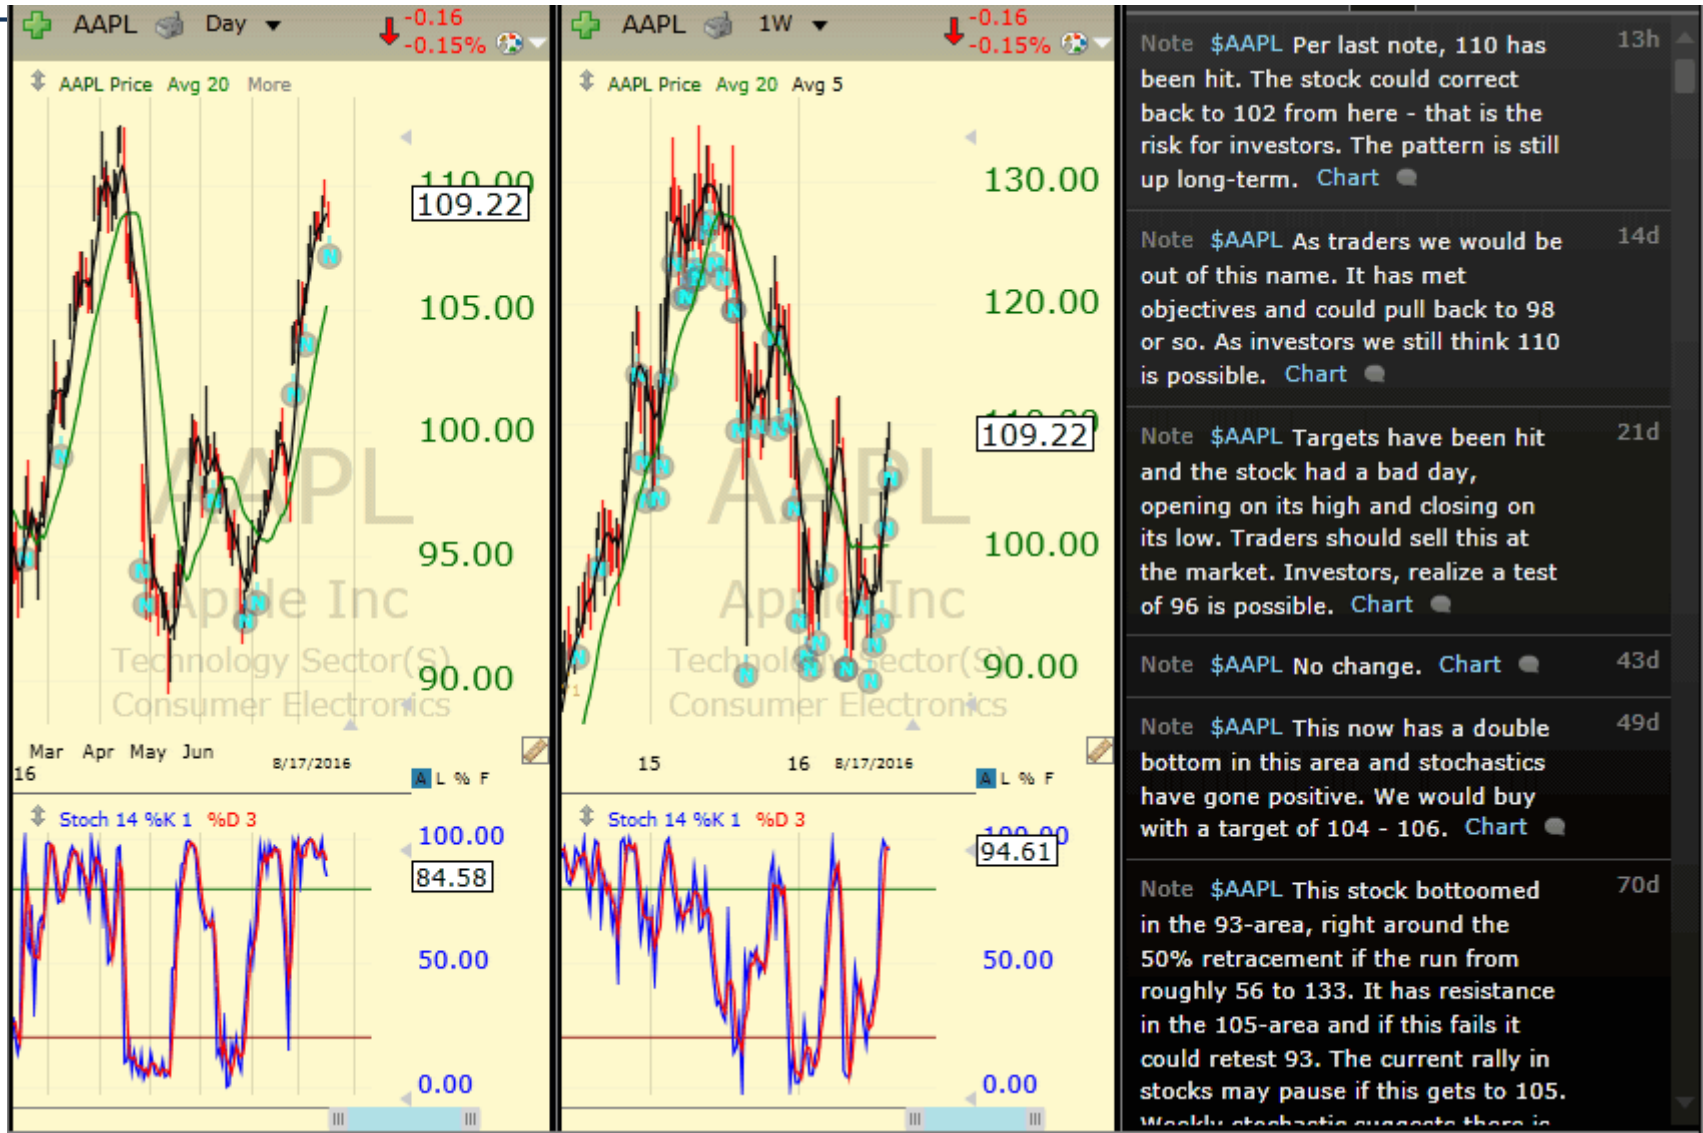 AAPL Day -0.16
-0.15%
AAPL Price Avg 20 More
110.00
109.22
105.00
100.00
95.00
90.00
AAPL
Apple Inc
Technology Sector(S)
Consumer Electronics
Mar Apr May Jun
16 8/17/2016
A L % F
Stoch 14 %K 1 %D 3
100.00
84.58
50.00
0.00
AAPL 1W -0.16
-0.15%
AAPL Price Avg 20 Avg 5
130.00
120.00
110.00
109.22
100.00
90.00
AAPL
Apple Inc
Technology Sector(S)
Consumer Electronics
15 16 8/17/2016
A L % F
Stoch 14 %K 1 %D 3
100.00
94.61
50.00
0.00
Note $AAPL Per last note, 110 has 13h
been hit. The stock could correct
back to 102 from here - that is the
risk for investors. The pattern is still
up long-term. Chart
Note $AAPL As traders we would be 14d
out of this name. It has met
objectives and could pull back to 98
or so. As investors we still think 110
is possible. Chart
Note $AAPL Targets have been hit 21d
and the stock had a bad day,
opening on its high and closing on
its low. Traders should sell this at
the market. Investors, realize a test
of 96 is possible. Chart
Note $AAPL No change. Chart 43d
Note $AAPL This now has a double 49d
bottom in this area and stochastics
have gone positive. We would buy
with a target of 104 - 106. Chart
Note $AAPL This stock bottoomed 70d
in the 93-area, right around the
50% retracement if the run from
roughly 56 to 133. It has resistance
in the 105-area and if this fails it
could retest 93. The current rally in
stocks may pause if this gets to 105.
Weekly stochastic suggests there is